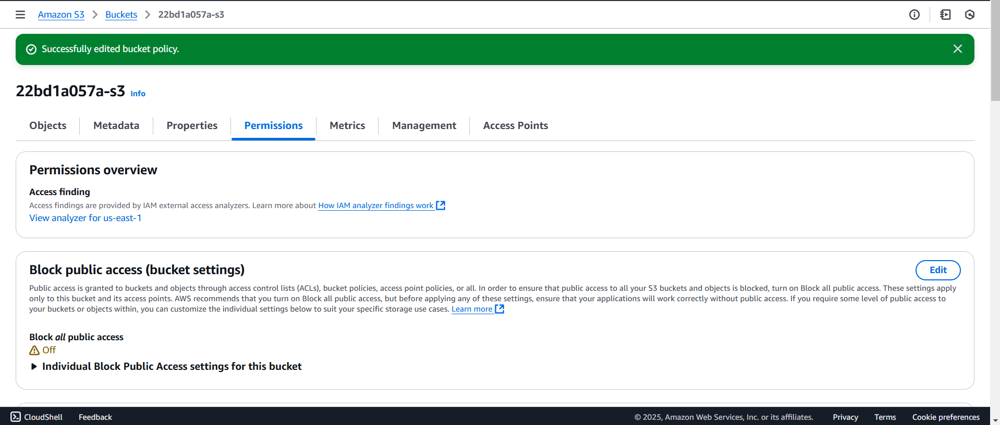 Amazon S3 > Buckets > 22bd1a057a-s3
Successfully edited bucket policy.
22bd1a057a-s3 Info
Objects Metadata Properties Permissions Metrics Management Access Points
Permissions overview
Access finding
Access findings are provided by IAM external access analyzers. Learn more about How IAM analyzer findings work
View analyzer for us-east-1
Block public access (bucket settings)
Edit
Public access is granted to buckets and objects through access control lists (ACLs), bucket policies, access point policies, or all. In order to ensure that public access to all your S3 buckets and objects is blocked, turn on Block all public access. These settings apply
only to this bucket and its access points. AWS recommends that you turn on Block all public access, but before applying any of these settings, ensure that your applications will work correctly without public access. If you require some level of public access to
your buckets or objects within, you can customize the individual settings below to suit your specific storage use cases. Learn more
Block all public access
Off
Individual Block Public Access settings for this bucket
CloudShell Feedback © 2025, Amazon Web Services, Inc. or its affiliates. Privacy Terms Cookie preferences